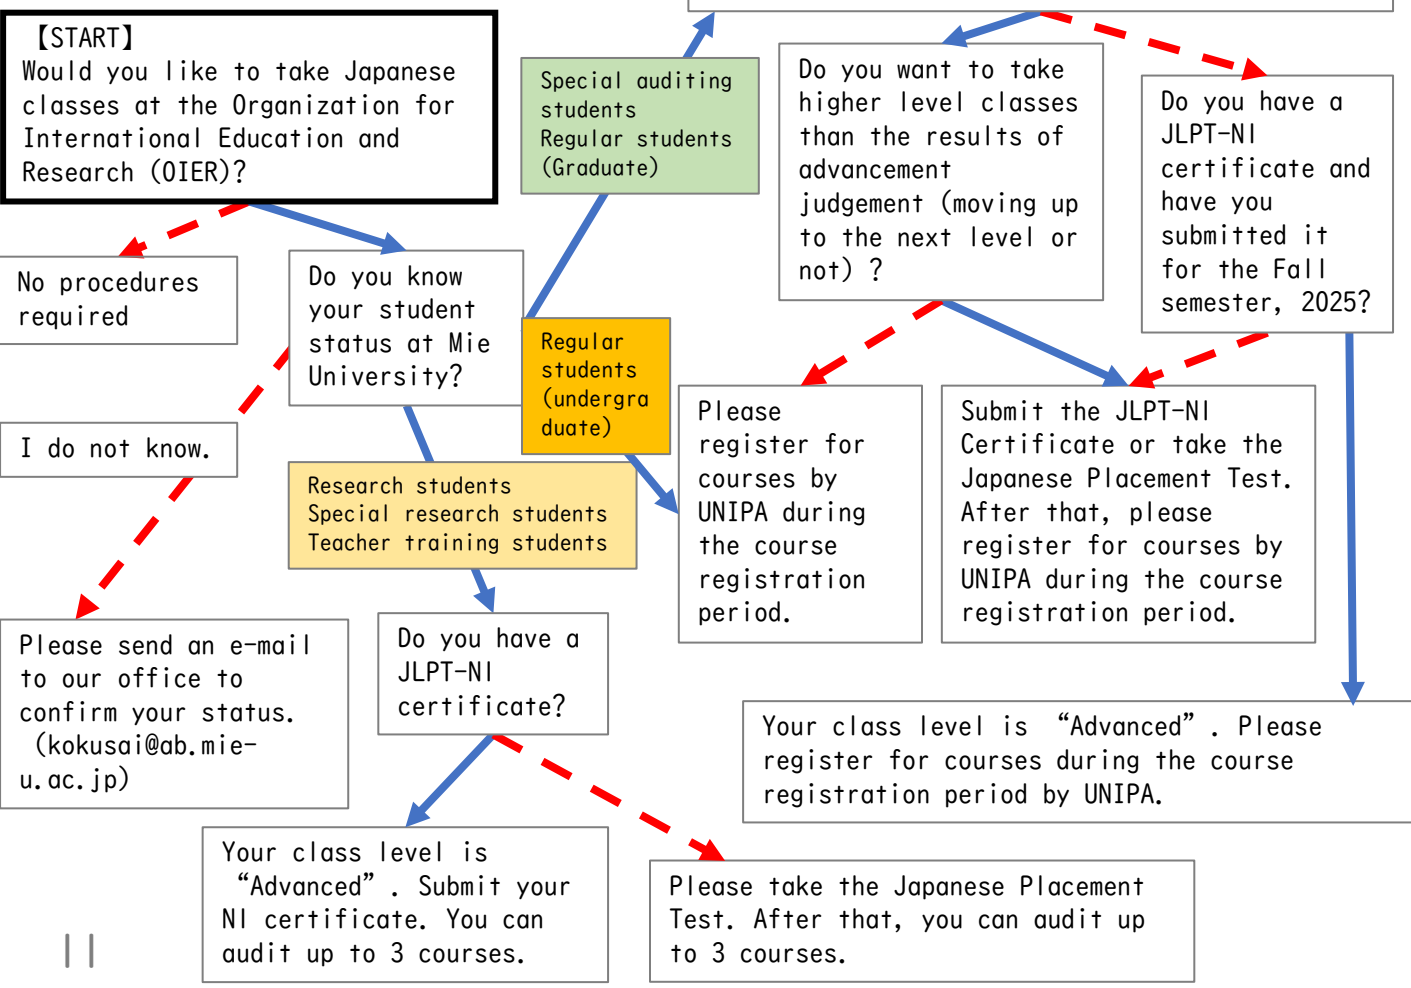 【START】
Would you like to take Japanese
classes at the Organization for
International Education and
Research (OIER)?
No procedures
required
Do you know
your student
status at Mie
University?
I do not know.
Please send an e-mail
to our office to
confirm your status.
(kokusai@ab.mie-
u.ac.jp)
Special auditing
students
Regular students
(Graduate)
Regular
students
(undergra
duate)
Research students
Special research students
Teacher training students
Do you have a
JLPT-N1
certificate?
Your class level is
“Advanced”. Submit your
N1 certificate. You can
audit up to 3 courses.
Please take the Japanese Placement
Test. After that, you can audit up
to 3 courses.
Do you want to take
higher level classes
than the results of
advancement
judgement (moving up
to the next level or
not) ?
Do you have a
JLPT-N1
certificate and
have you
submitted it
for the Fall
semester, 2025?
Please
register for
courses by
UNIPA during
the course
registration
period.
Submit the JLPT-N1
Certificate or take the
Japanese Placement Test.
After that, please
register for courses by
UNIPA during the course
registration period.
Your class level is “Advanced”. Please
register for courses during the course
registration period by UNIPA.
11